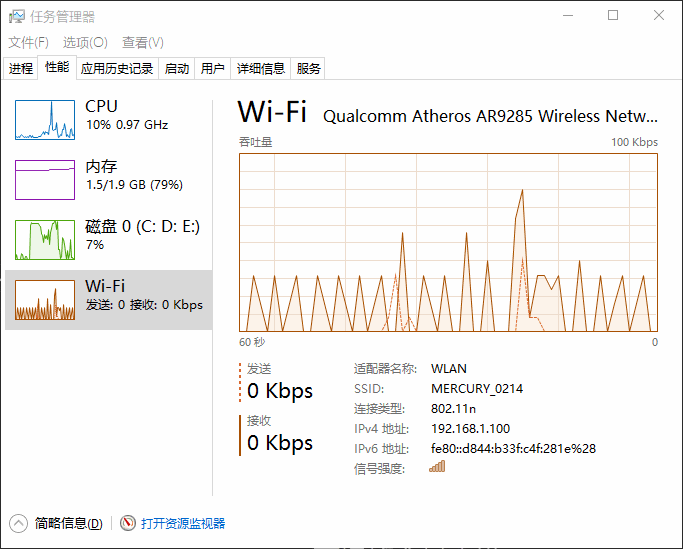 任务管理器
文件(F) 选项(O) 查看(V)
进程 性能 应用历史记录 启动 用户 详细信息 服务
CPU
10% 0.97 GHz
内存
1.5/1.9 GB (79%)
磁盘 0 (C: D: E:)
7%
Wi-Fi
发送: 0 接收: 0 Kbps
Wi-Fi Qualcomm Atheros AR9285 Wireless Netw...
吞吐量 100 Kbps
60 秒 0
发送
0 Kbps
接收
0 Kbps
适配器名称: WLAN
SSID: MERCURY_0214
连接类型: 802.11n
IPv4 地址: 192.168.1.100
IPv6 地址: fe80::d844:b33f:c4f:281e%28
信号强度:
简略信息(D) 打开资源监视器